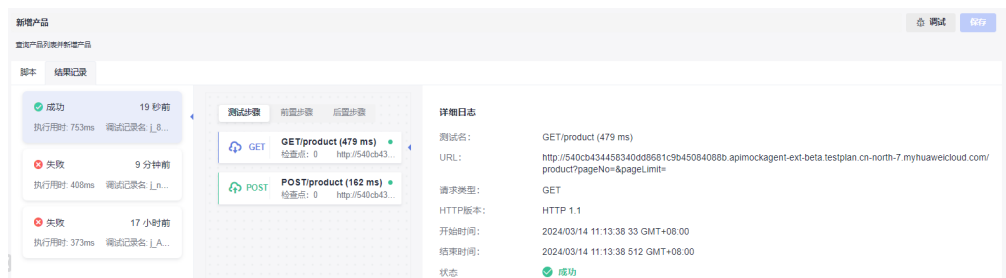 新增产品
调试
保存
查询产品列表并新增产品
脚本 结果记录
成功 19 秒前
执行用时: 753ms 调试记录名: j_8...
失败 9 分钟前
执行用时: 408ms 调试记录名: j_n...
失败 17 小时前
执行用时: 373ms 调试记录名: j_A...
测试步骤 前置步骤 后置步骤
GET GET/product (479 ms)
检查点: 0 http://540cb43...
POST POST/product (162 ms)
检查点: 0 http://540cb43...
详细日志
测试名: GET/product (479 ms)
URL: http://540cb434458340dd8681c9b45084088b.apimockagent-ext-beta.testplan.cn-north-7.myhuaweicloud.com/
product?pageNo=&pageLimit=
请求类型: GET
HTTP版本: HTTP 1.1
开始时间: 2024/03/14 11:13:38 33 GMT+08:00
结束时间: 2024/03/14 11:13:38 512 GMT+08:00
状态 成功